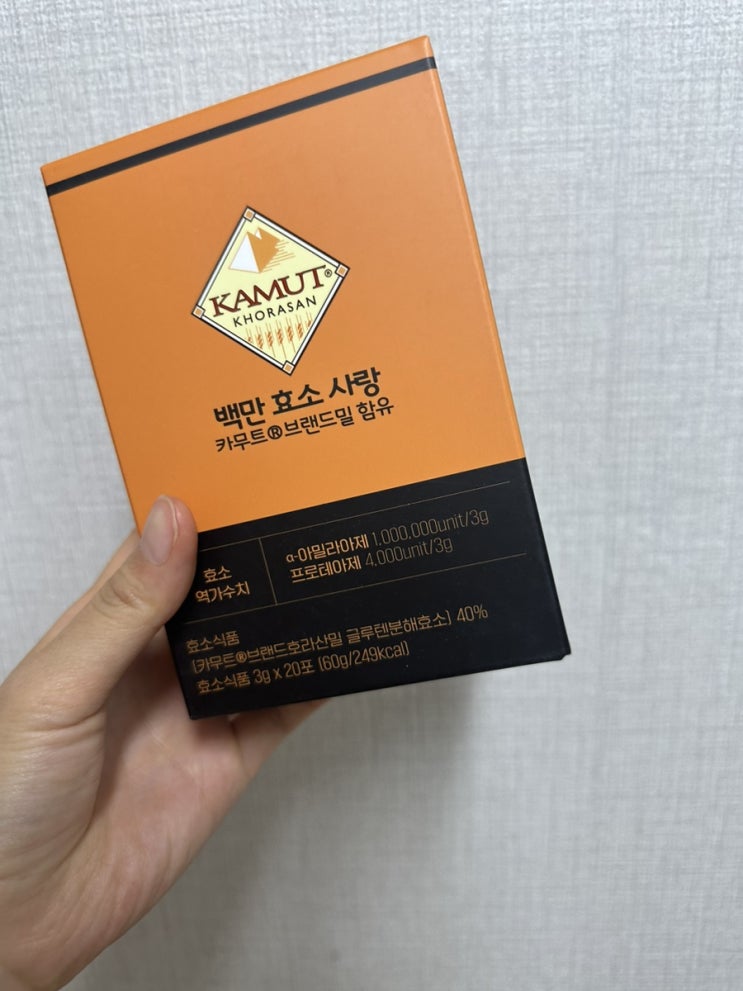 KAMUT®
KHORASAN
백만 효소 사랑
카무트®브랜드밀 함유
효소
역가수치
α-아밀라아제 1,000,000unit/3g
프로테아제 4,000unit/3g
효소식품
[카무트®브랜드호라산밀 글루텐분해효소] 40%
효소식품 3g x 20포 (60g/249kcal)